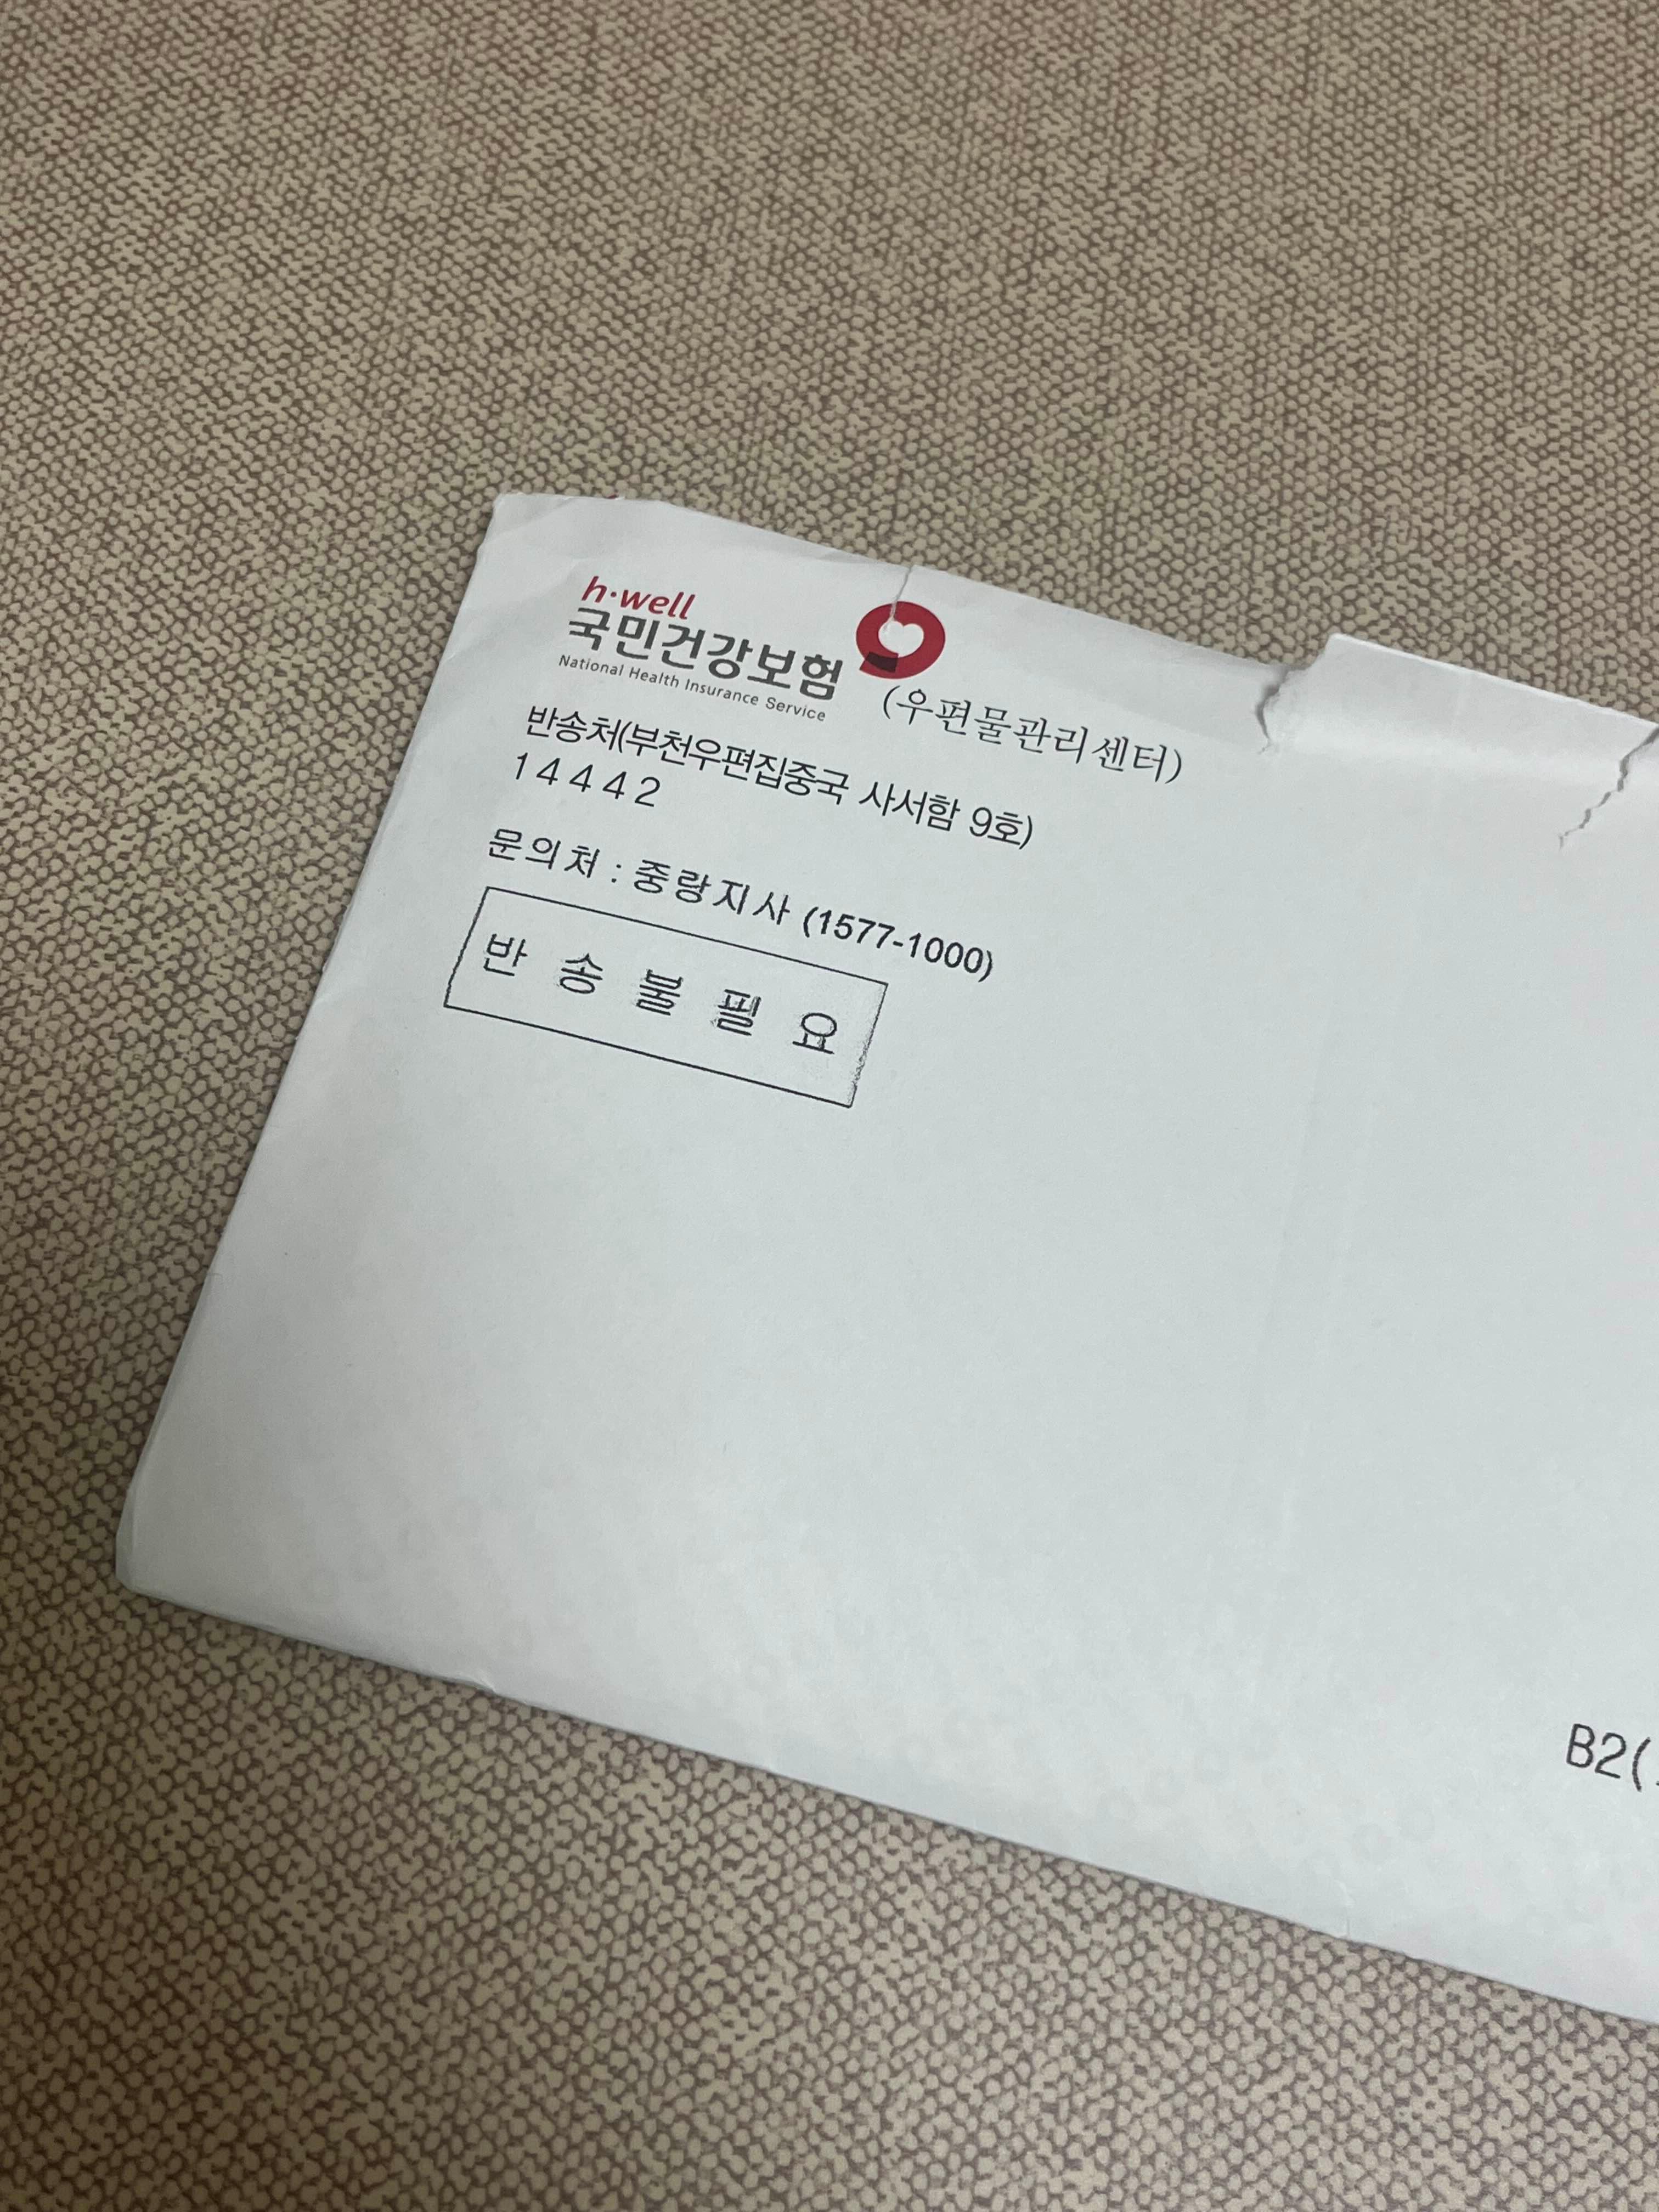 h·well
국민건강보험
National Health Insurance Service
(우편물관리센터)
반송처(부천우편집중국 사서함 9호)
14442
문의처 : 중랑지사 (1577-1000)
반 송 불 필 요
B2(